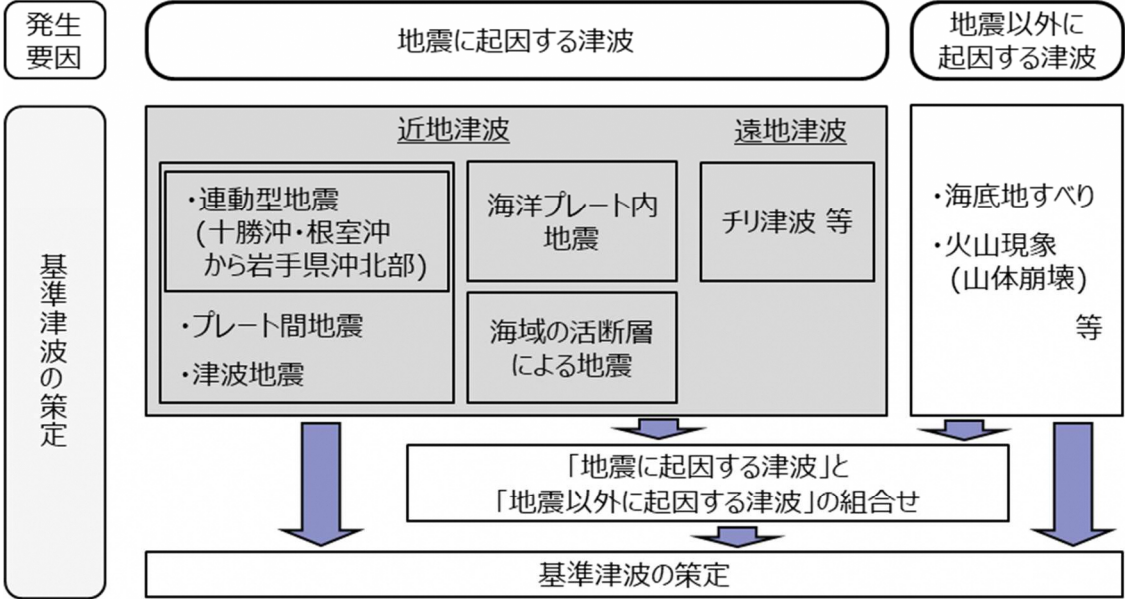 発生
要因
地震に起因する津波
地震以外に
起因する津波
基準津波の策定
近地津波
・連動型地震
(十勝沖・根室沖
から岩手県沖北部)
・プレート間地震
・津波地震
海洋プレート内
地震
海域の活断層
による地震
遠地津波
チリ津波 等
・海底地すべり
・火山現象
(山体崩壊)
等
「地震に起因する津波」と
「地震以外に起因する津波」の組合せ
基準津波の策定